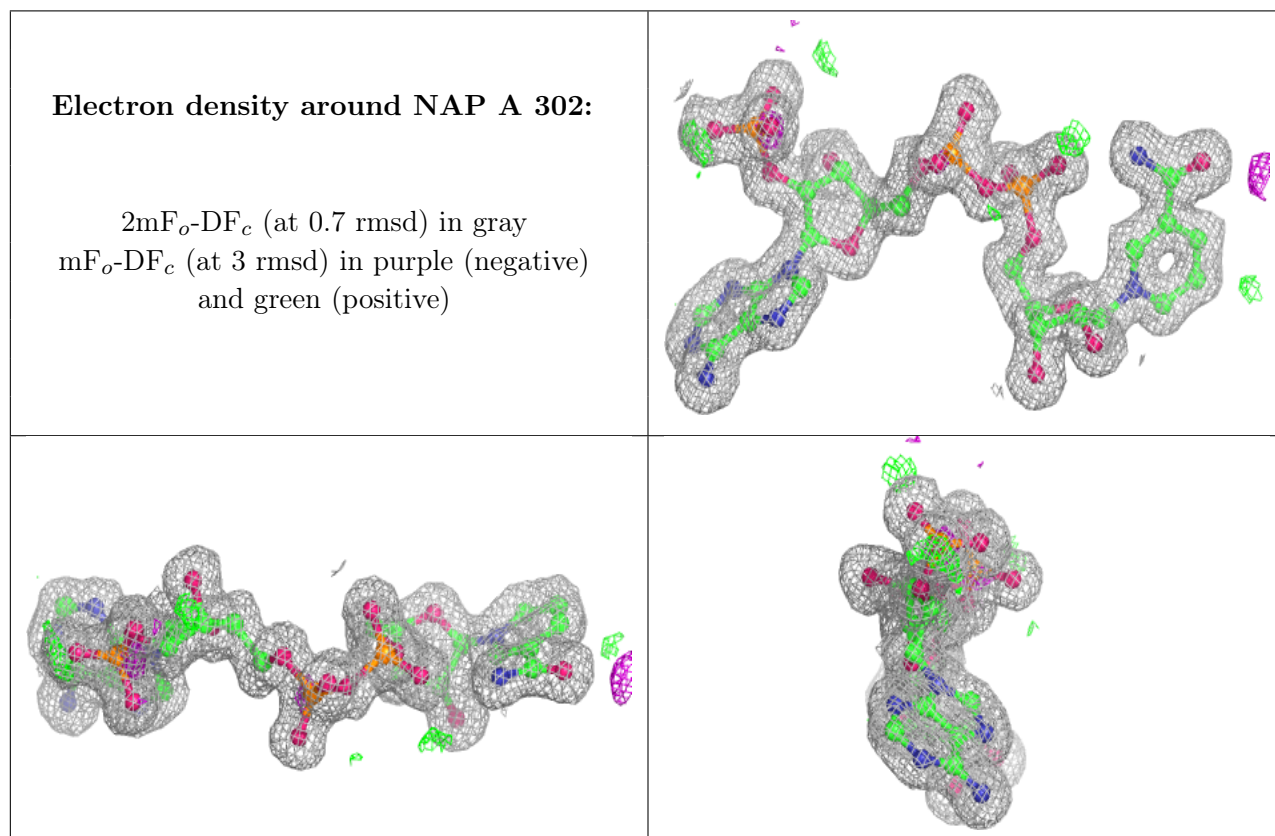 Electron density around NAP A 302:
2mFo-DFc (at 0.7 rmsd) in gray
mFo-DFc (at 3 rmsd) in purple (negative)
and green (positive)